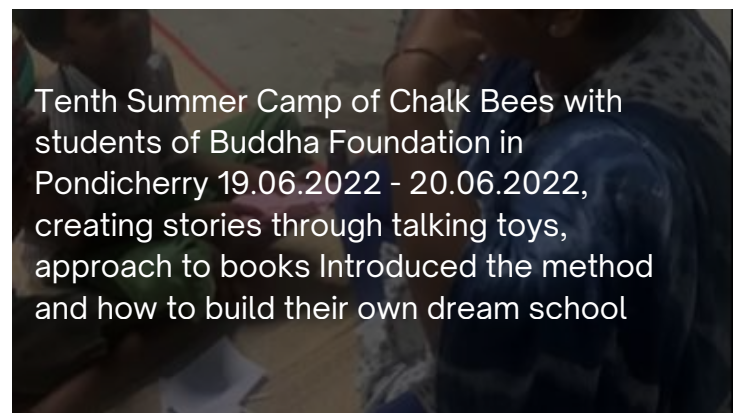 Tenth Summer Camp of Chalk Bees with
students of Buddha Foundation in
Pondicherry 19.06.2022 - 20.06.2022,
creating stories through talking toys,
approach to books Introduced the method
and how to build their own dream school